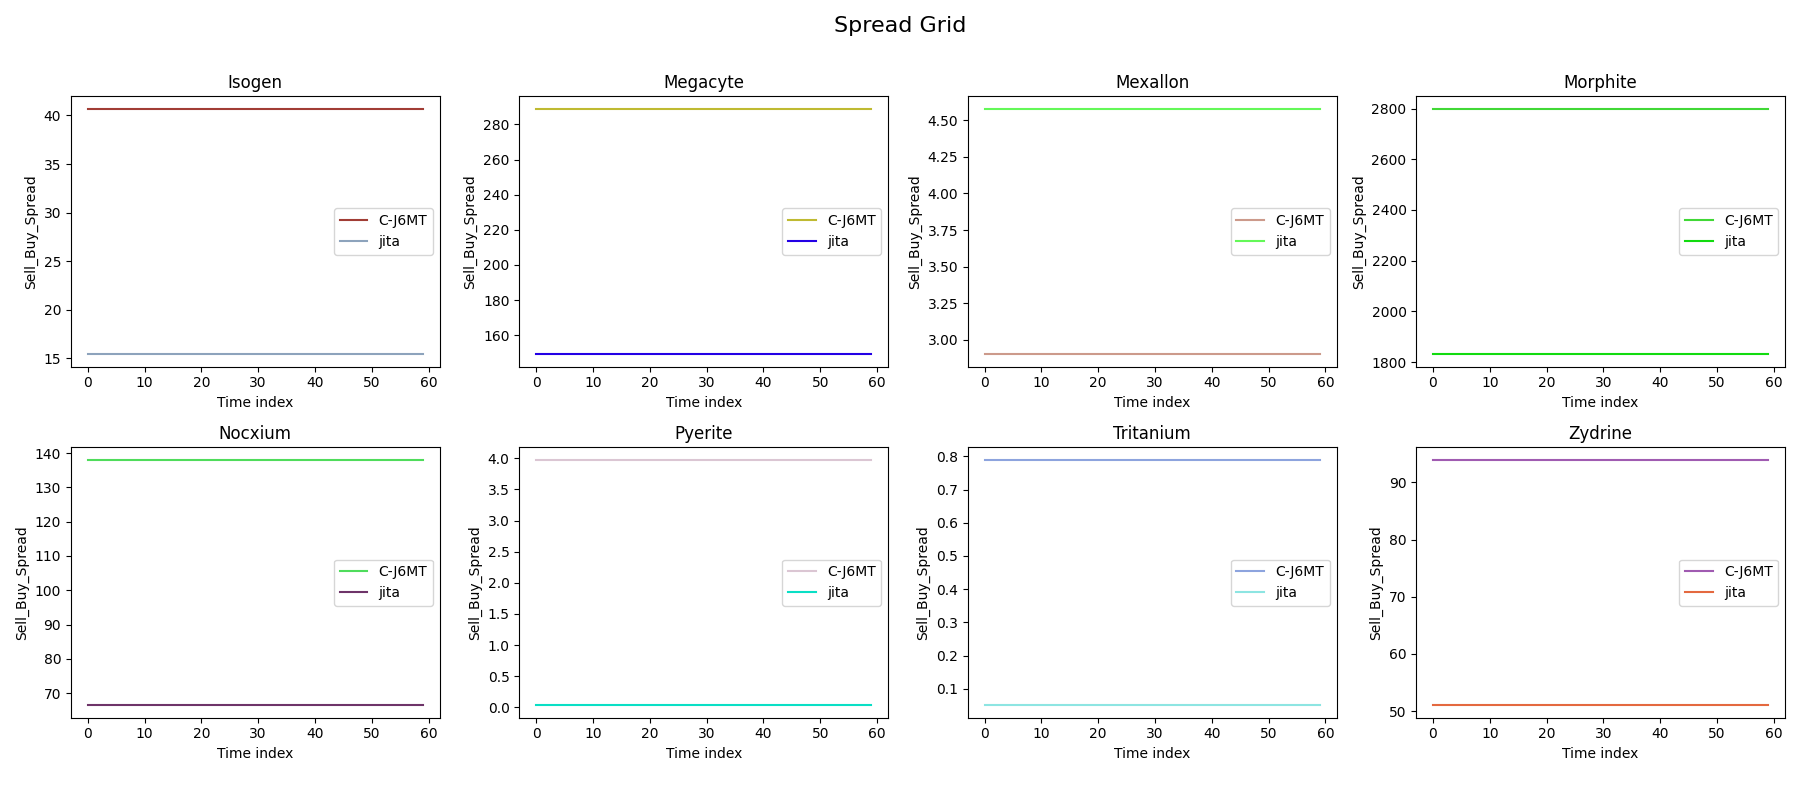 Spread Grid
Isogen
Sell_Buy_Spread
40
35
30
25
20
15
0 10 20 30 40 50 60
Time index
C-J6MT
jita
Megacyte
Sell_Buy_Spread
280
260
240
220
200
180
160
0 10 20 30 40 50 60
Time index
C-J6MT
jita
Mexallon
Sell_Buy_Spread
4.50
4.25
4.00
3.75
3.50
3.25
3.00
0 10 20 30 40 50 60
Time index
C-J6MT
jita
Morphite
Sell_Buy_Spread
2800
2600
2400
2200
2000
1800
0 10 20 30 40 50 60
Time index
C-J6MT
jita
Nocxium
Sell_Buy_Spread
140
130
120
110
100
90
80
70
0 10 20 30 40 50 60
Time index
C-J6MT
jita
Pyerite
Sell_Buy_Spread
4.0
3.5
3.0
2.5
2.0
1.5
1.0
0.5
0.0
0 10 20 30 40 50 60
Time index
C-J6MT
jita
Tritanium
Sell_Buy_Spread
0.8
0.7
0.6
0.5
0.4
0.3
0.2
0.1
0 10 20 30 40 50 60
Time index
C-J6MT
jita
Zydrine
Sell_Buy_Spread
90
80
70
60
50
0 10 20 30 40 50 60
Time index
C-J6MT
jita